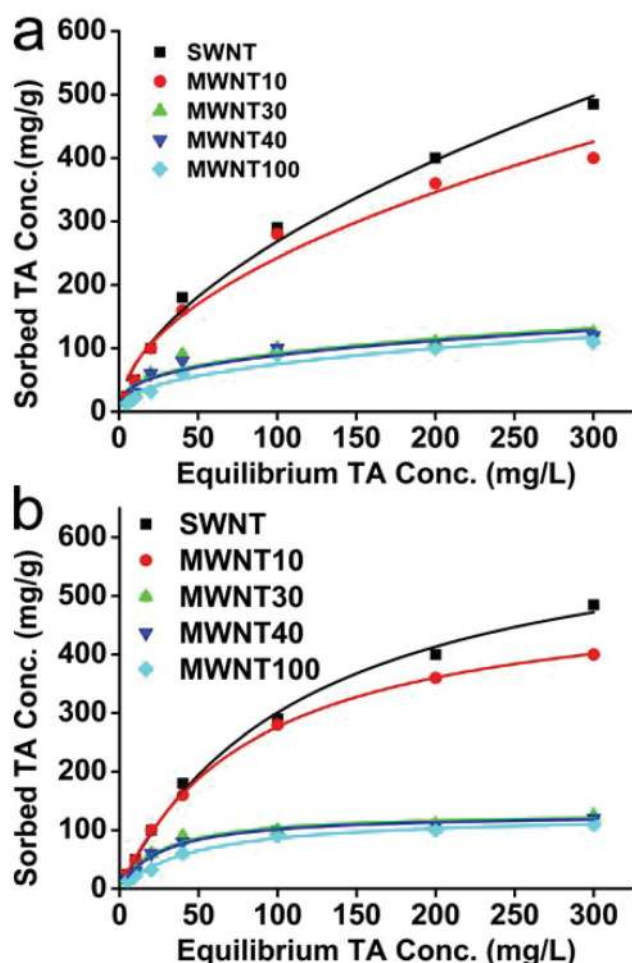 a
600
500
400
300
200
100
0
Sorbed TA Conc.(mg/g)
SWNT
MWNT10
MWNT30
MWNT40
MWNT100
0 50 100 150 200 250 300
Equilibrium TA Conc. (mg/L)
b
600
500
400
300
200
100
0
Sorbed TA Conc. (mg/g)
SWNT
MWNT10
MWNT30
MWNT40
MWNT100
0 50 100 150 200 250 300
Equilibrium TA Conc. (mg/L)